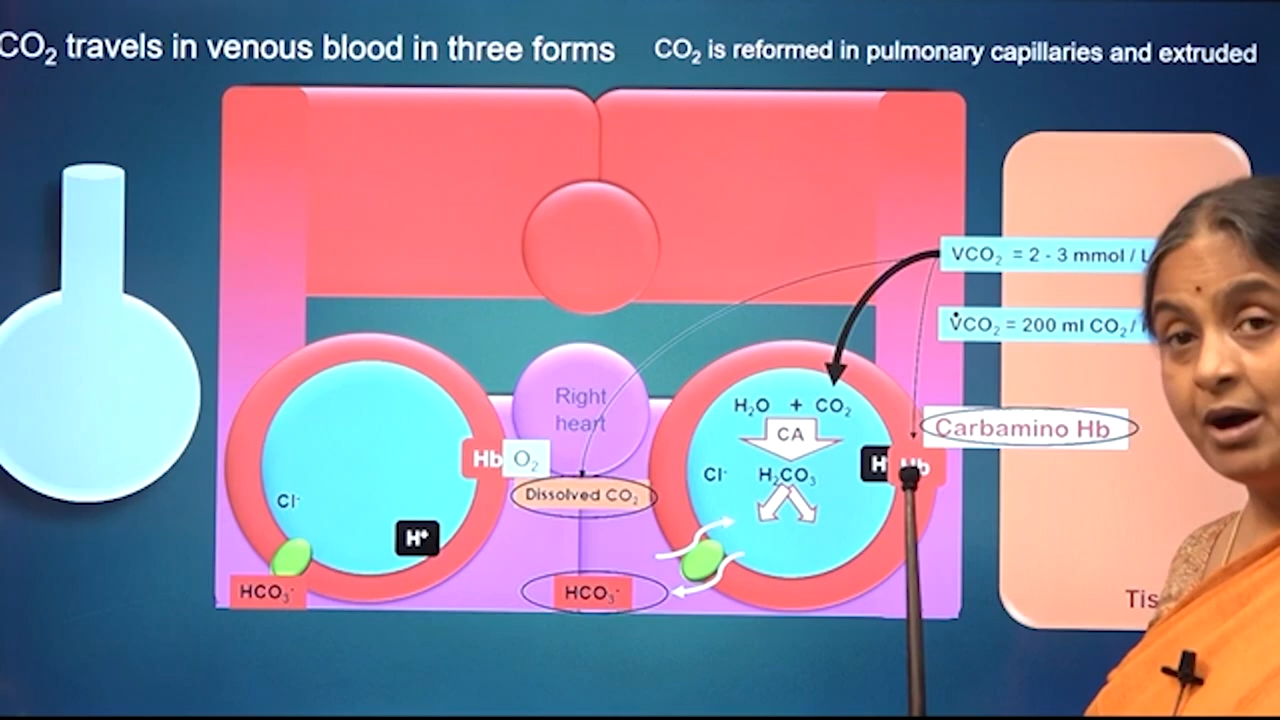 CO₂ travels in venous blood in three forms
CO₂ is reformed in pulmonary capillaries and extruded
VCO₂ = 2 - 3 mmol / L
V̇CO₂ = 200 ml CO₂ /
Right
heart
H₂O + CO₂
CA
Carbamino Hb
Hb O₂
Cl⁻ H₂CO₃
Hb
Dissolved CO₂
Cl⁻
H⁺
HCO₃⁻
HCO₃⁻